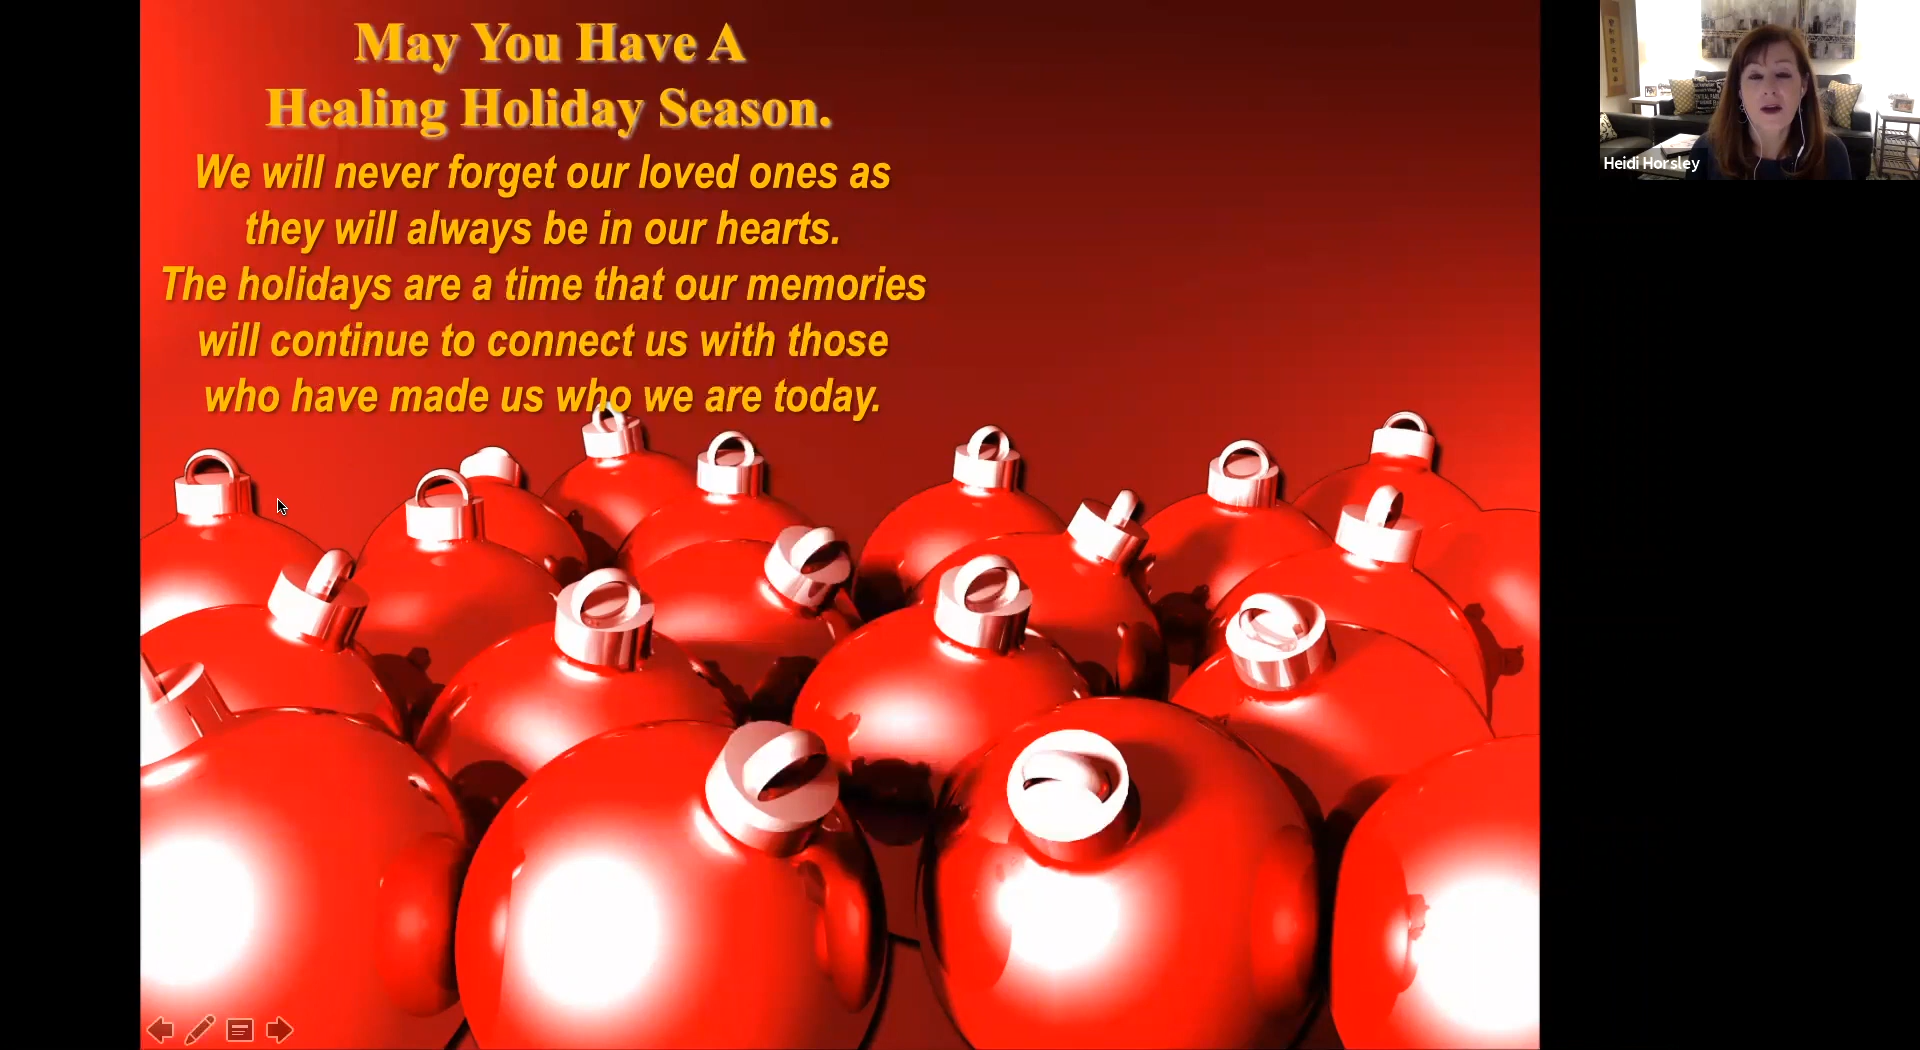 May You Have A
Healing Holiday Season.
We will never forget our loved ones as
they will always be in our hearts.
The holidays are a time that our memories
will continue to connect us with those
who have made us who we are today.
Heidi Horsley